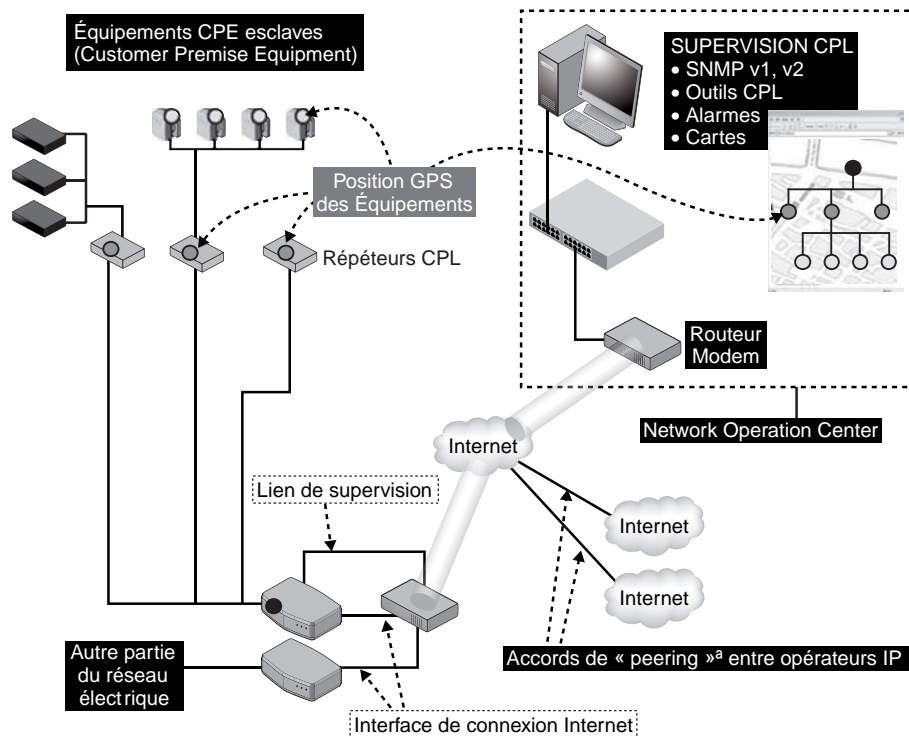 Équipements CPE esclaves
(Customer Premise Equipment)
SUPERVISION CPL
• SNMP v1, v2
• Outils CPL
• Alarmes
• Cartes
Position GPS
des Équipements
Répéteurs CPL
Routeur
Modem
Network Operation Center
Internet
Lien de supervision
Internet
Internet
Autre partie
du réseau
électrique
Accords de « peering »ª entre opérateurs IP
Interface de connexion Internet